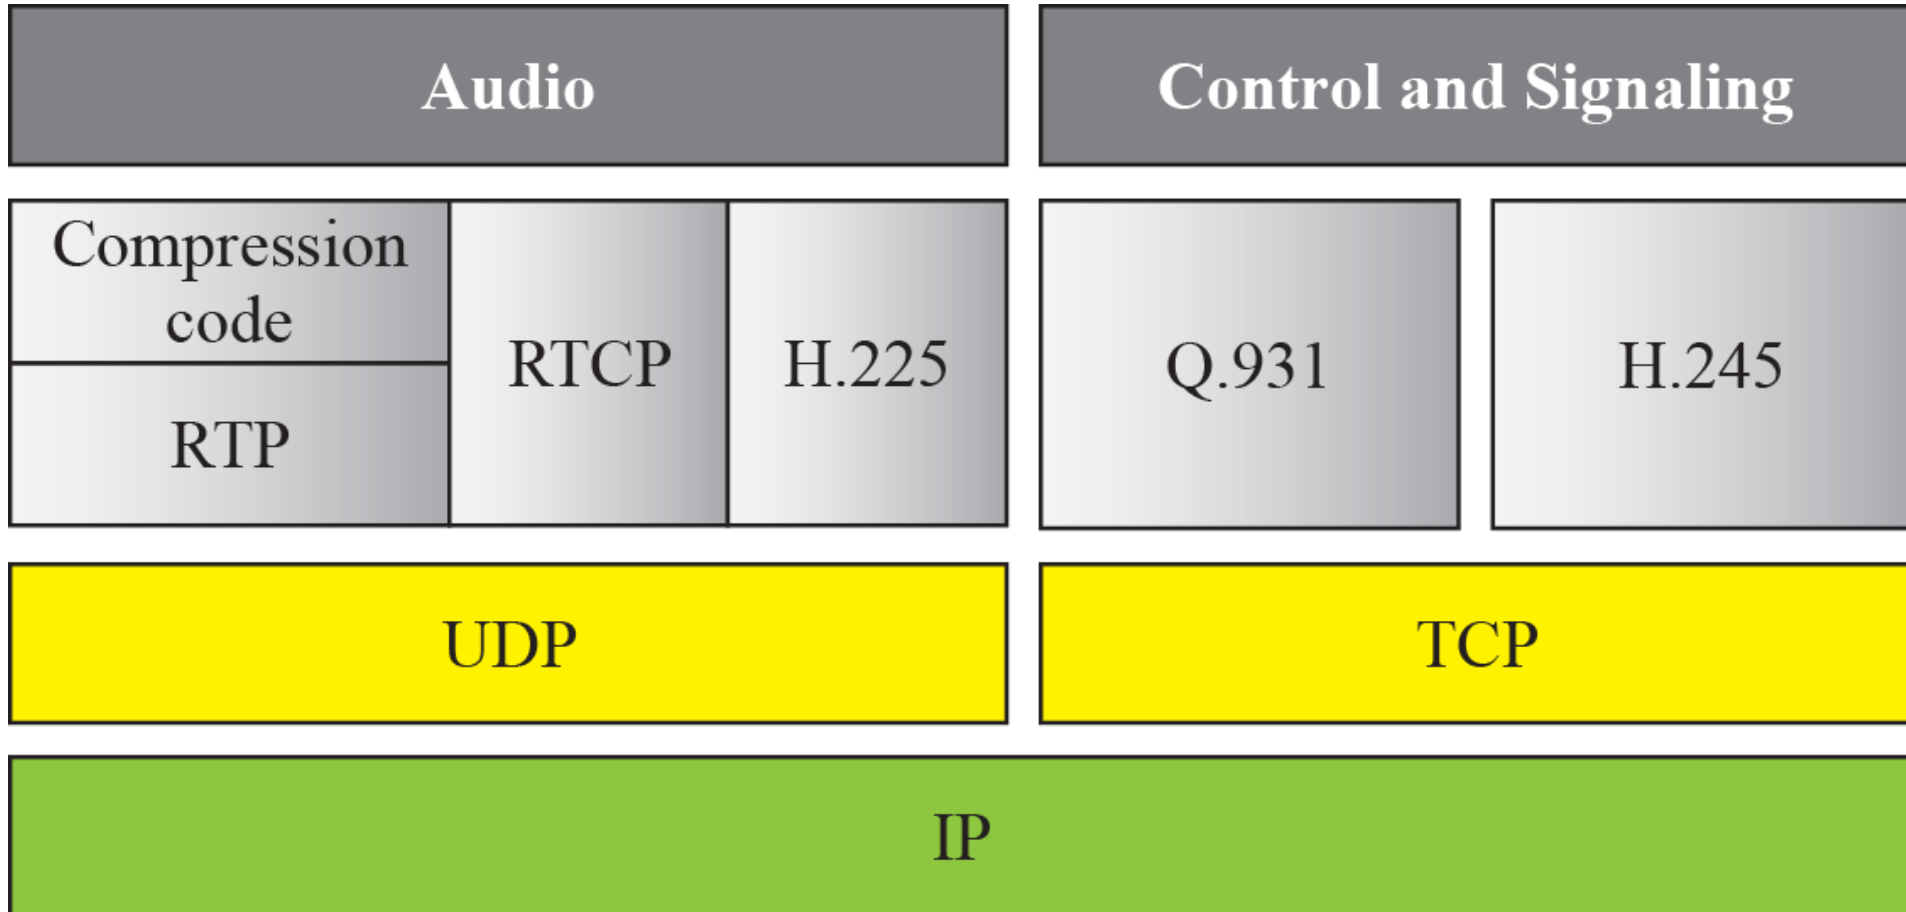 Audio
Control and Signaling
Compression
code
RTP
RTCP
H.225
Q.931
H.245
UDP
TCP
IP